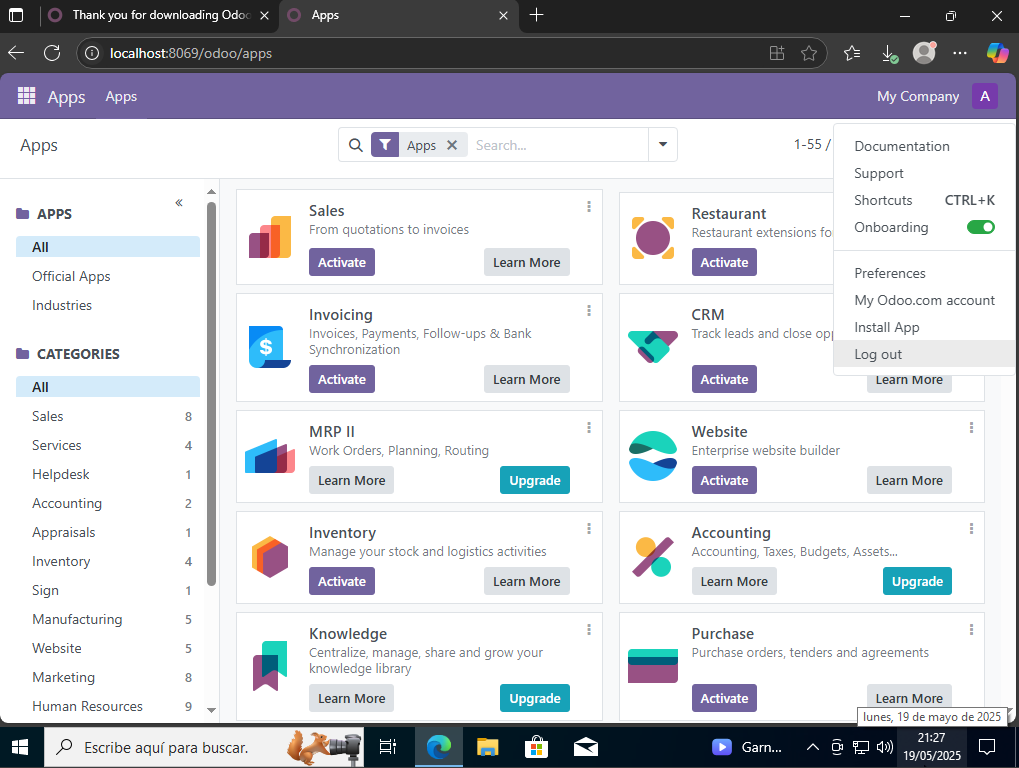 Thank you for downloading Odoo
Apps
localhost:8069/odoo/apps
Apps
Apps
My Company
A
Apps
Apps
Search...
1-55 /
Documentation
Support
Shortcuts CTRL+K
Onboarding
Preferences
My Odoo.com account
Install App
Log out
APPS
All
Official Apps
Industries
CATEGORIES
All
Sales 8
Services 4
Helpdesk 1
Accounting 2
Appraisals 1
Inventory 4
Sign 1
Manufacturing 5
Website 5
Marketing 8
Human Resources 9
Sales
From quotations to invoices
Activate
Learn More
Restaurant
Restaurant extensions for
Activate
Invoicing
Invoices, Payments, Follow-ups & Bank
Synchronization
Activate
Learn More
$
CRM
Track leads and close opp
Activate
Learn More
MRP II
Work Orders, Planning, Routing
Learn More
Upgrade
Website
Enterprise website builder
Activate
Learn More
Inventory
Manage your stock and logistics activities
Activate
Learn More
Accounting
Accounting, Taxes, Budgets, Assets...
Learn More
Upgrade
Knowledge
Centralize, manage, share and grow your
knowledge library
Learn More
Upgrade
Purchase
Purchase orders, tenders and agreements
Activate
Learn More
lunes, 19 de mayo de 2025
Escribe aquí para buscar.
Garn...
21:27
19/05/2025